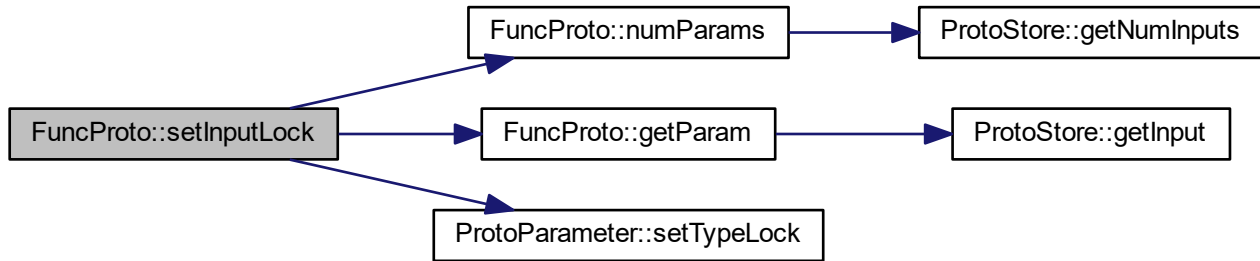 FuncProto::numParams
ProtoStore::getNumInputs
FuncProto::setInputLock
FuncProto::getParam
ProtoStore::getInput
ProtoParameter::setTypeLock